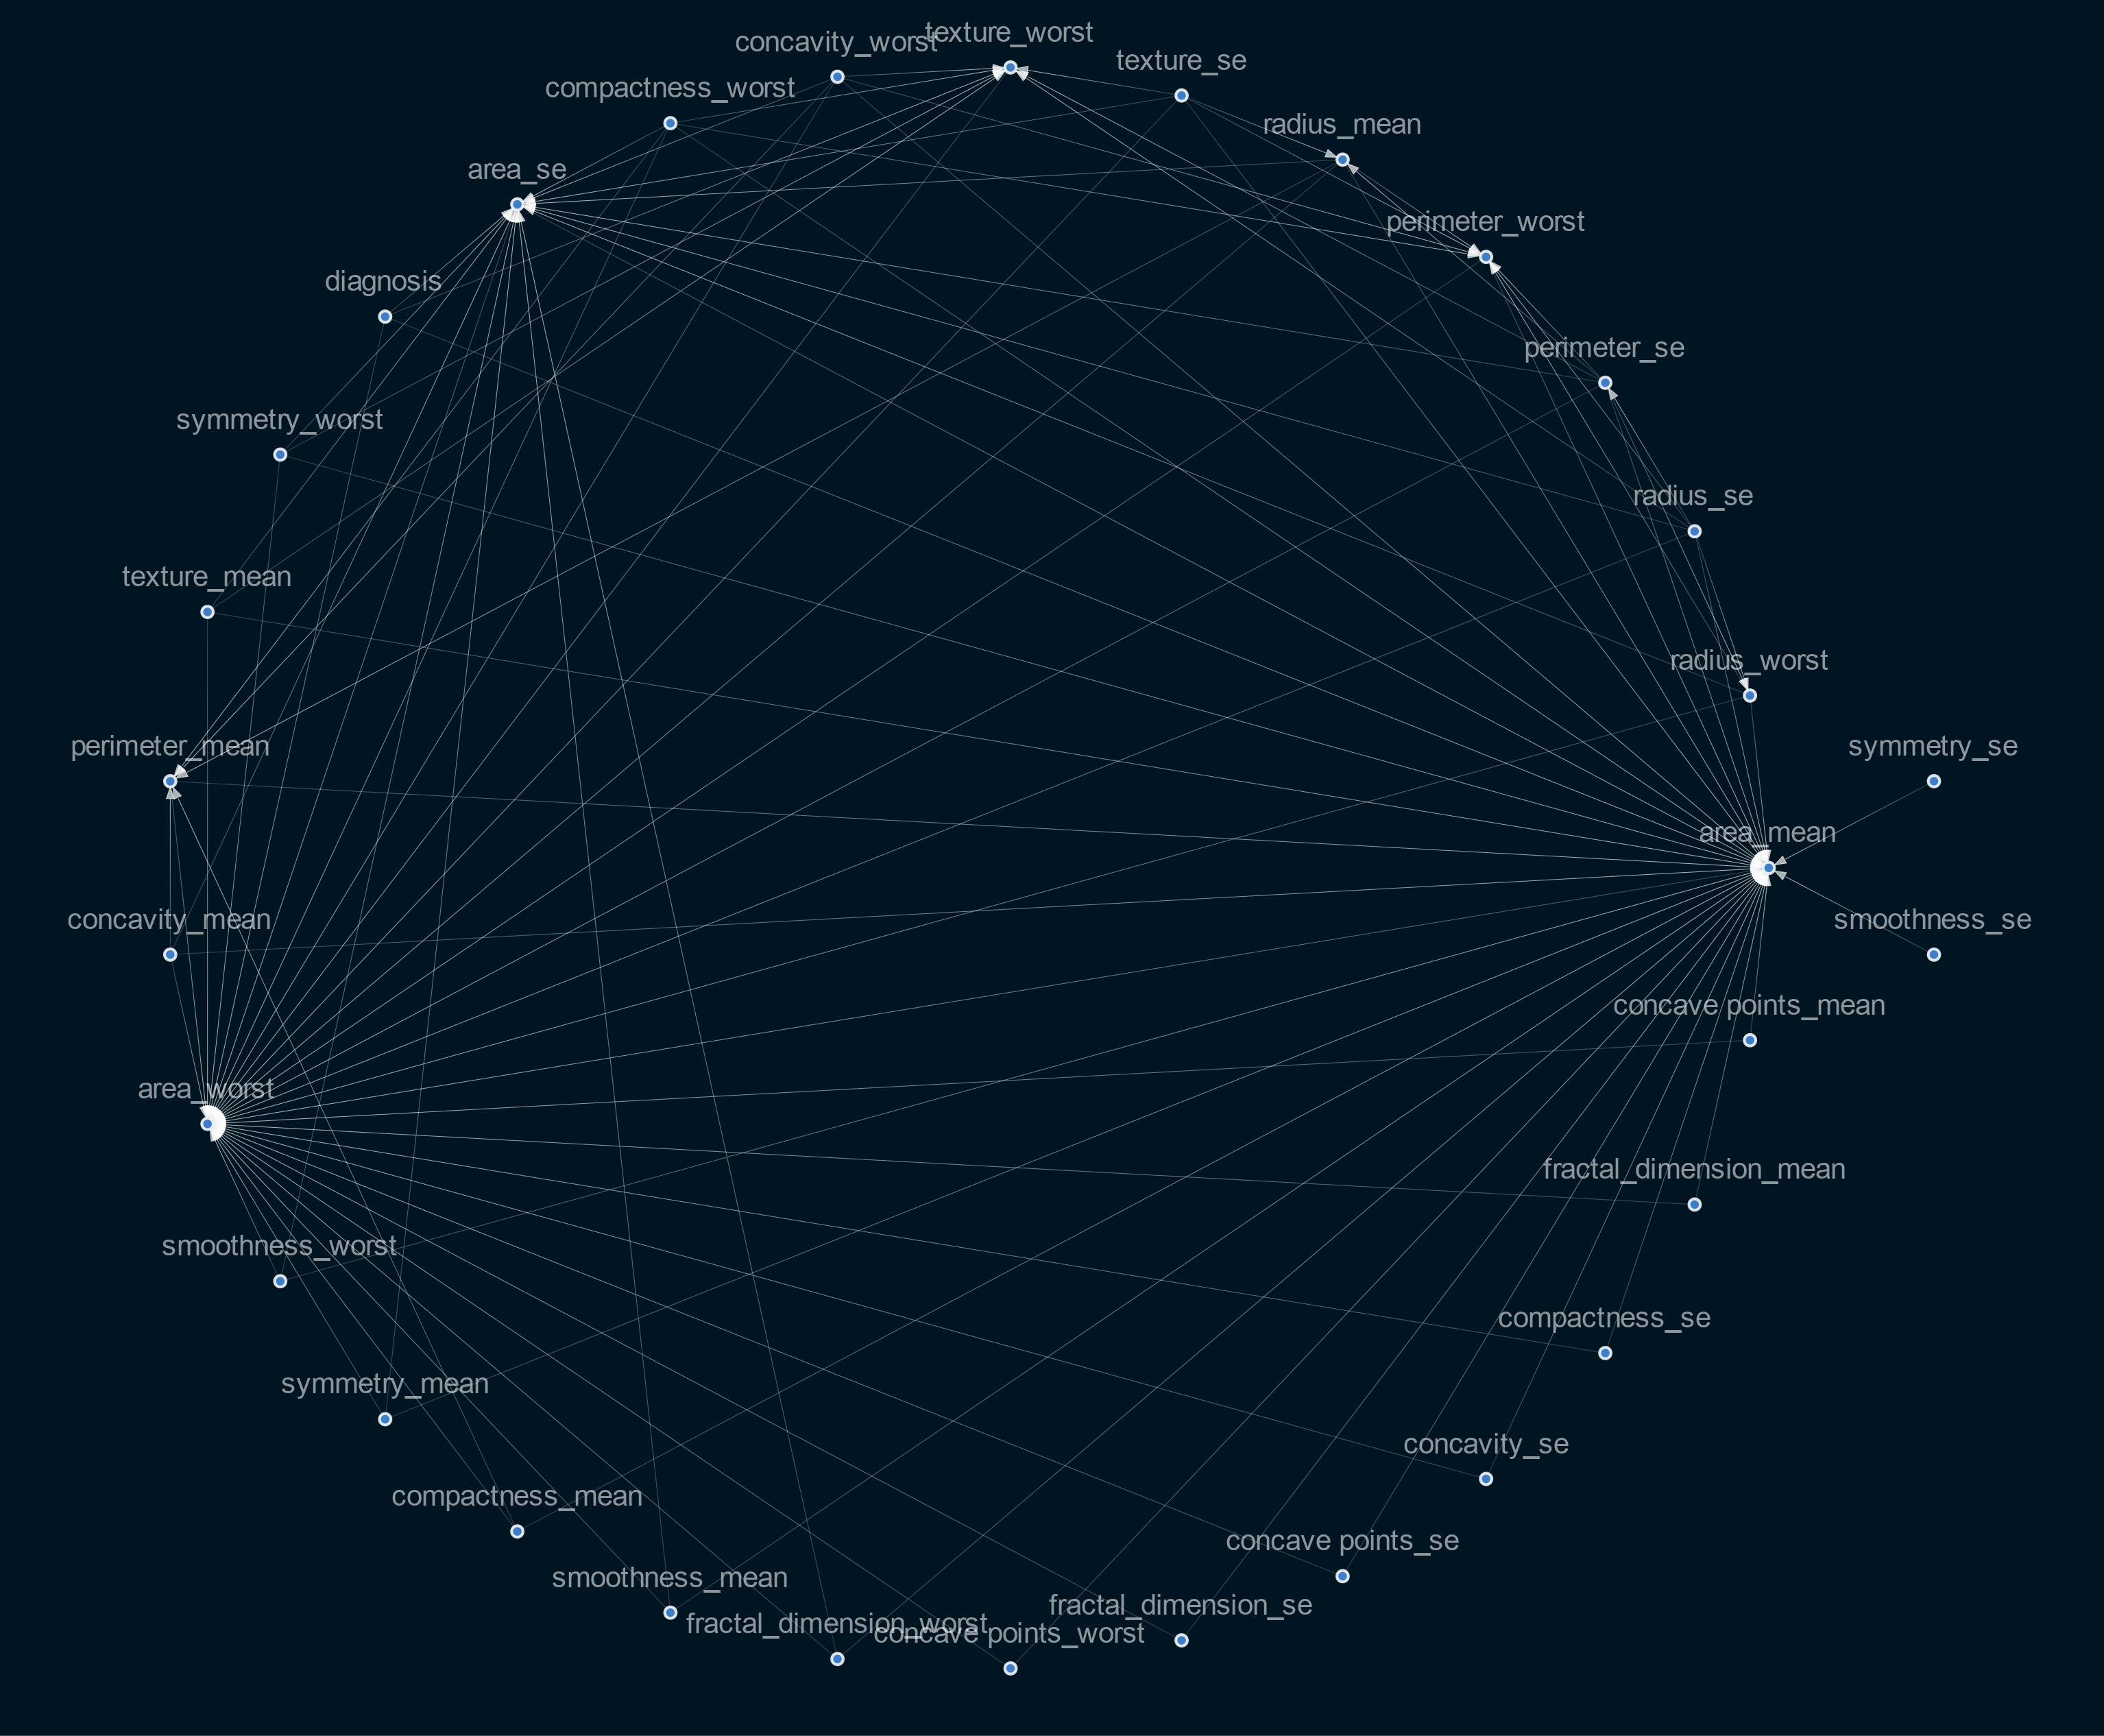 texture_worst
concavity_worst
texture_se
compactness_worst
radius_mean
area_se
perimeter_worst
diagnosis
perimeter_se
symmetry_worst
radius_se
texture_mean
radius_worst
perimeter_mean
symmetry_se
area_mean
concavity_mean
smoothness_se
concave points_mean
area_worst
fractal_dimension_mean
smoothness_worst
compactness_se
symmetry_mean
concavity_se
compactness_mean
concave points_se
smoothness_mean
fractal_dimension_se
fractal_dimension_worst
concave points_worst